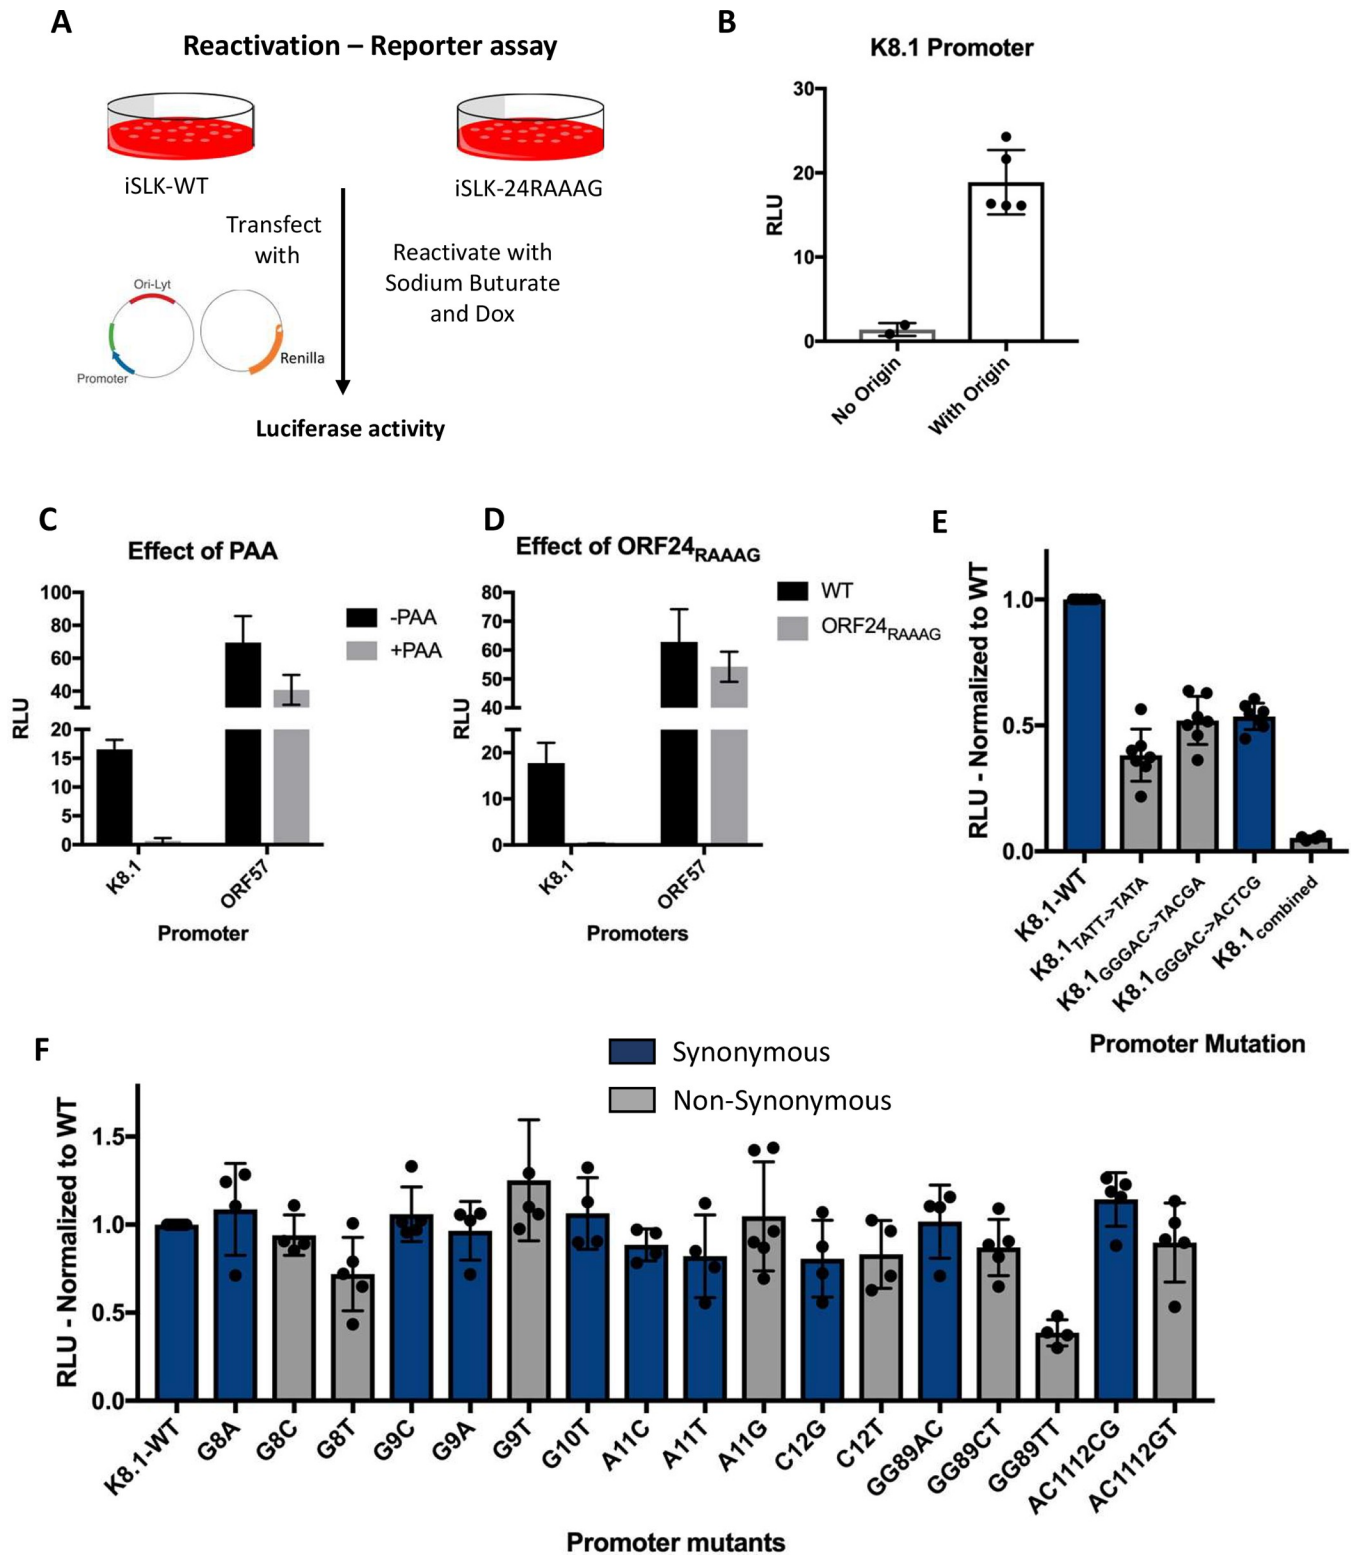 A
Reactivation – Reporter assay
iSLK-WT
iSLK-24RAAAG
Transfect
with
Reactivate with
Sodium Buturate
and Dox
Ori-Lyt
Promoter
Renilla
Luciferase activity
B
K8.1 Promoter
RLU
30
20
10
0
No Origin
With Origin
C
Effect of PAA
RLU
100
80
60
40
20
15
10
5
0
K8.1
ORF57
Promoter
-PAA
+PAA
D
Effect of ORF24RAAAG
RLU
80
70
60
50
40
20
10
0
K8.1
ORF57
Promoters
WT
ORF24RAAAG
E
RLU - Normalized to WT
1.0
0.5
0.0
K8.1-WT
K8.1TATT->TATA
K8.1GGGAC->TACGA
K8.1GGGAC->ACTCG
K8.1combined
Promoter Mutation
F
Synonymous
Non-Synonymous
RLU - Normalized to WT
1.5
1.0
0.5
0.0
K8.1-WT
G8A
G8C
G8T
G9C
G9A
G9T
G10T
A11C
A11T
A11G
C12G
C12T
GG89AC
GG89CT
GG89TT
AC1112CG
AC1112GT
Promoter mutants